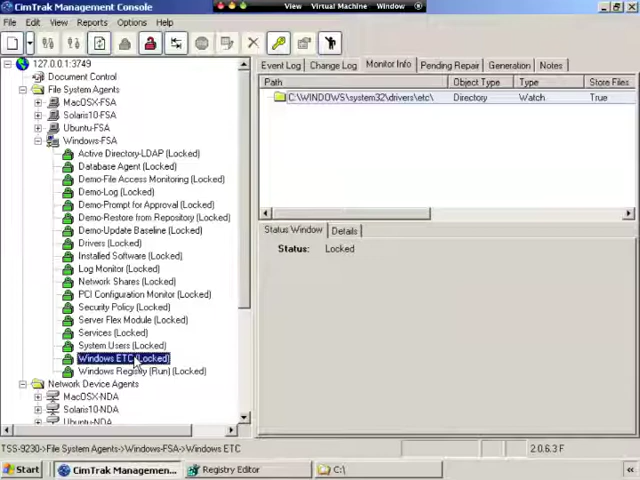 CimTrak Management Console
View Virtual Machine Window
File Edit View Reports Options Help
127.0.0.1:3749
Document Control
File System Agents
MacOSX-FSA
Solaris10-FSA
Ubuntu-FSA
Windows-FSA
Active Directory-LDAP (Locked)
Database Agent (Locked)
Demo-File Access Monitoring (Locked)
Demo-Log (Locked)
Demo-Prompt for Approval (Locked)
Demo-Restore from Repository (Locked)
Demo-Update Baseline (Locked)
Drivers (Locked)
Installed Software (Locked)
Log Monitor (Locked)
Network Shares (Locked)
PCI Configuration Monitor (Locked)
Security Policy (Locked)
Server Flex Module (Locked)
Services (Locked)
System Users (Locked)
Windows ETC (Locked)
Windows Registry (Run) (Locked)
Network Device Agents
MacOSX-NDA
Solaris10-NDA
Ubuntu-NDA
Event Log Change Log Monitor Info Pending Repair Generation Notes
Path Object Type Type Store Files
C:\WINDOWS\system32\drivers\etc\ Directory Watch True
Status Window Details
Status: Locked
TSS-9230->File System Agents->Windows-FSA->Windows ETC 2.0.6.3 F
Start CimTrak Managemen... Registry Editor C:\ «